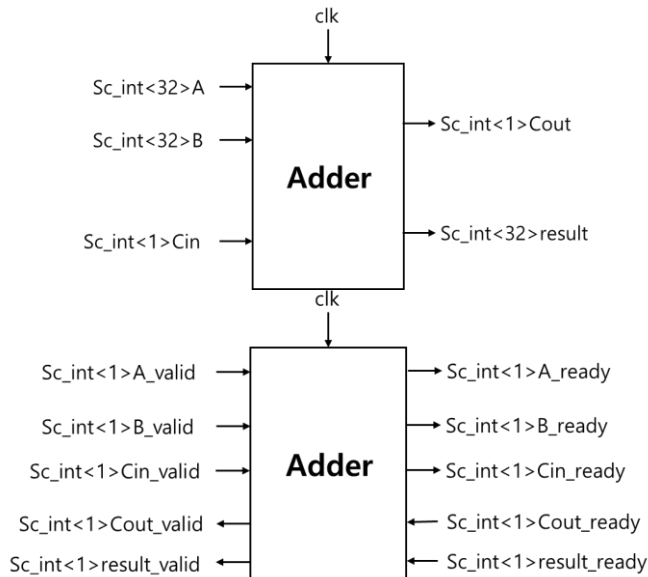 clk
Sc_int<32>A
Sc_int<32>B
Sc_int<1>Cin
Adder
Sc_int<1>Cout
Sc_int<32>result
clk
Sc_int<1>A_valid
Sc_int<1>B_valid
Sc_int<1>Cin_valid
Sc_int<1>Cout_valid
Sc_int<1>result_valid
Adder
Sc_int<1>A_ready
Sc_int<1>B_ready
Sc_int<1>Cin_ready
Sc_int<1>Cout_ready
Sc_int<1>result_ready